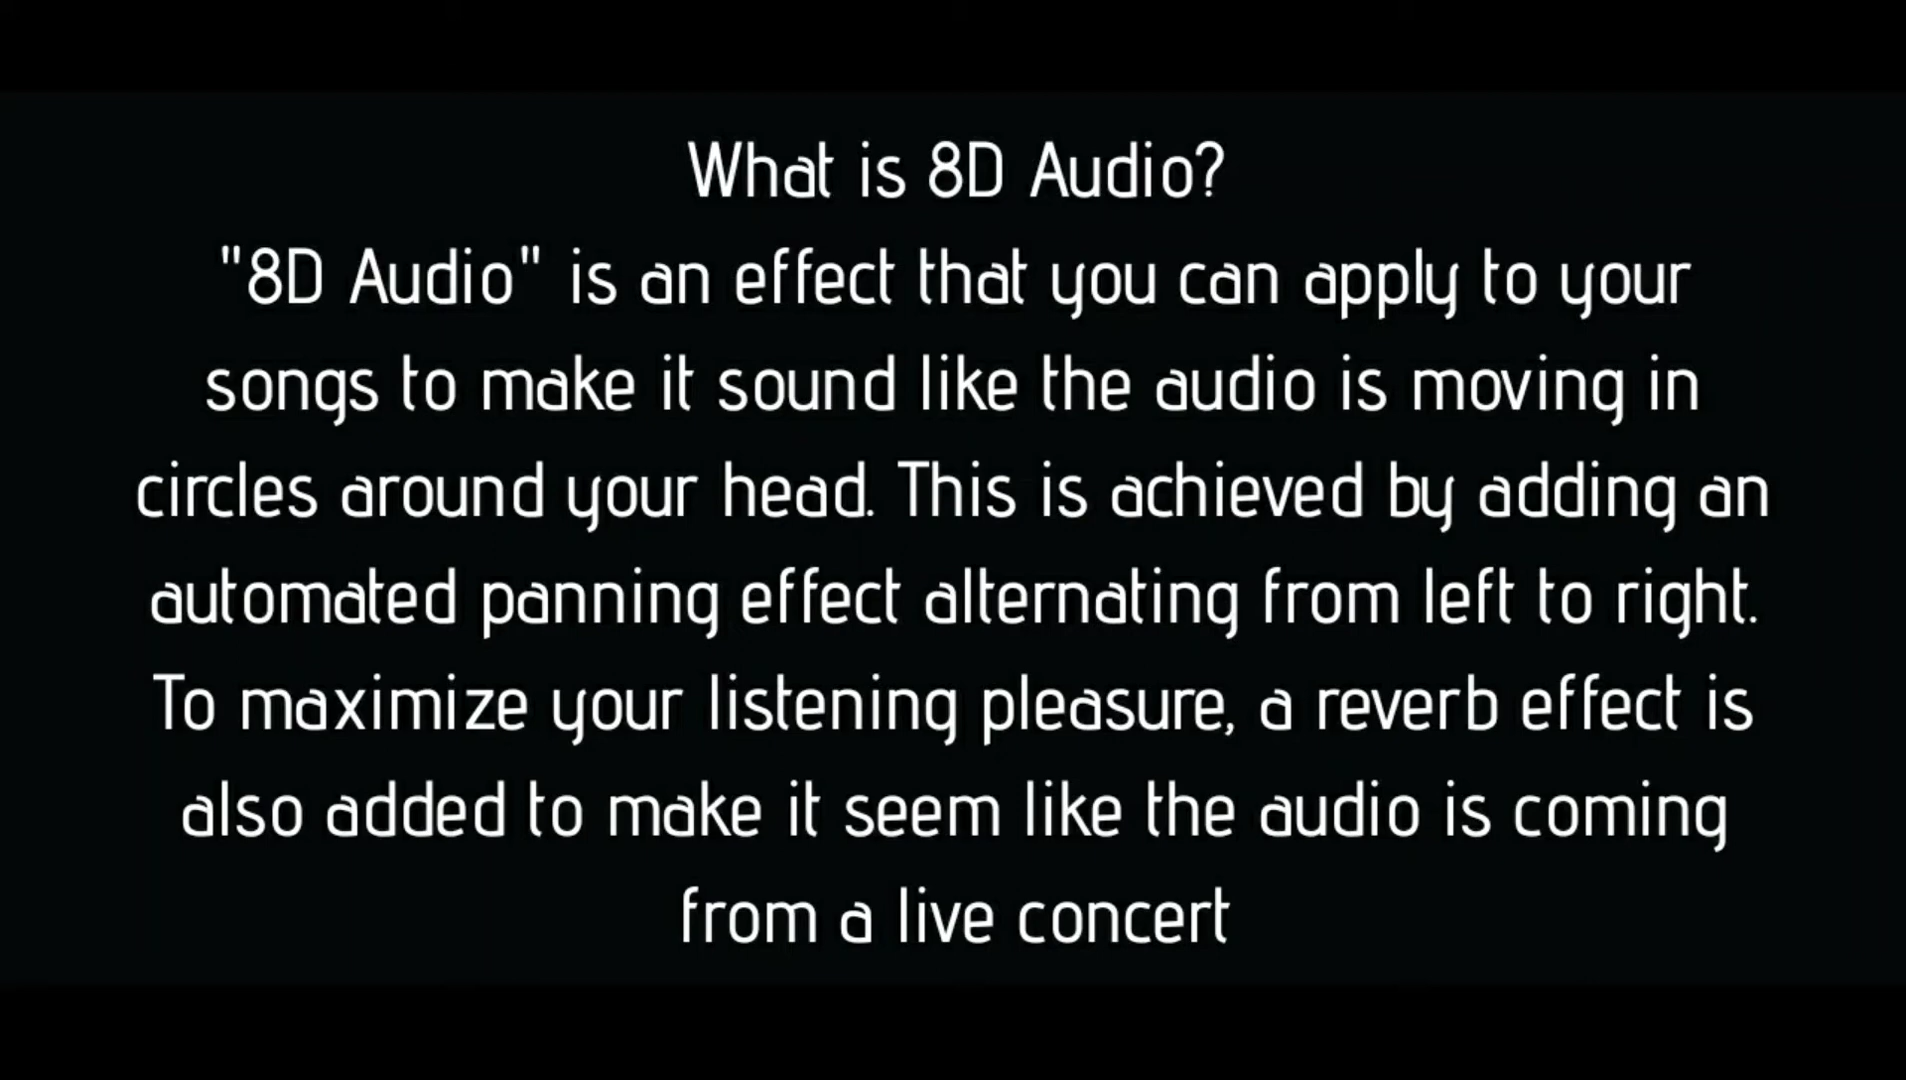 What is 8D Audio?
"8D Audio" is an effect that you can apply to your
songs to make it sound like the audio is moving in
circles around your head. This is achieved by adding an
automated panning effect alternating from left to right.
To maximize your listening pleasure, a reverb effect is
also added to make it seem like the audio is coming
from a live concert